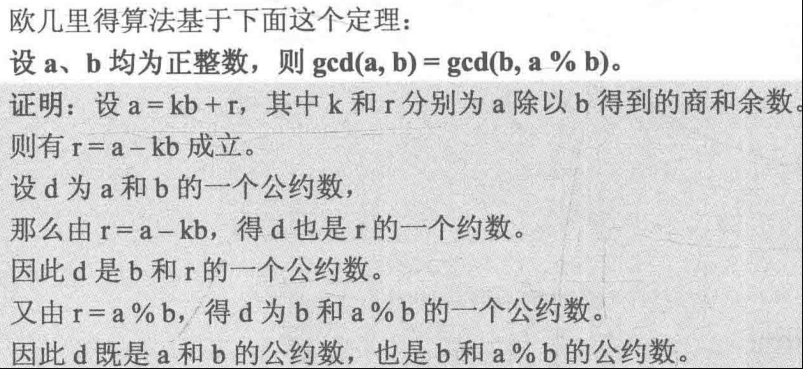 欧几里得算法基于下面这个定理：
设 a、b 均为正整数，则 gcd(a, b) = gcd(b, a % b)。
证明：设 a = kb + r，其中 k 和 r 分别为 a 除以 b 得到的商和余数。
则有 r = a – kb 成立。
设 d 为 a 和 b 的一个公约数，
那么由 r = a – kb，得 d 也是 r 的一个约数。
因此 d 是 b 和 r 的一个公约数。
又由 r = a % b，得 d 为 b 和 a % b 的一个公约数。
因此 d 既是 a 和 b 的公约数，也是 b 和 a % b 的公约数。